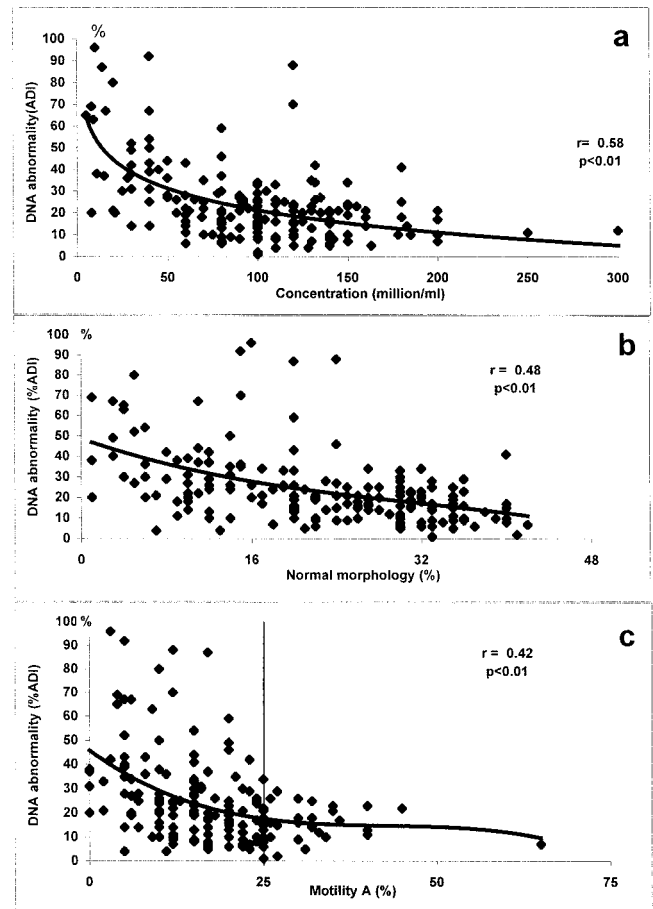 %
a
100
90
80
70
60
50
40
30
20
10
0
DNA abnormality(ADI)
r= 0.58
p<0.01
0 50 100 150 200 250 300
Concentration (million/ml)
%
b
100
90
80
70
60
50
40
30
20
10
0
DNA abnormality (%ADI)
r = 0.48
p<0.01
0 16 32 48
Normal morphology (%)
%
c
100
90
80
70
60
50
40
30
20
10
0
DNA abnormality (%ADI)
r = 0.42
p<0.01
0 25 50 75
Motility A (%)